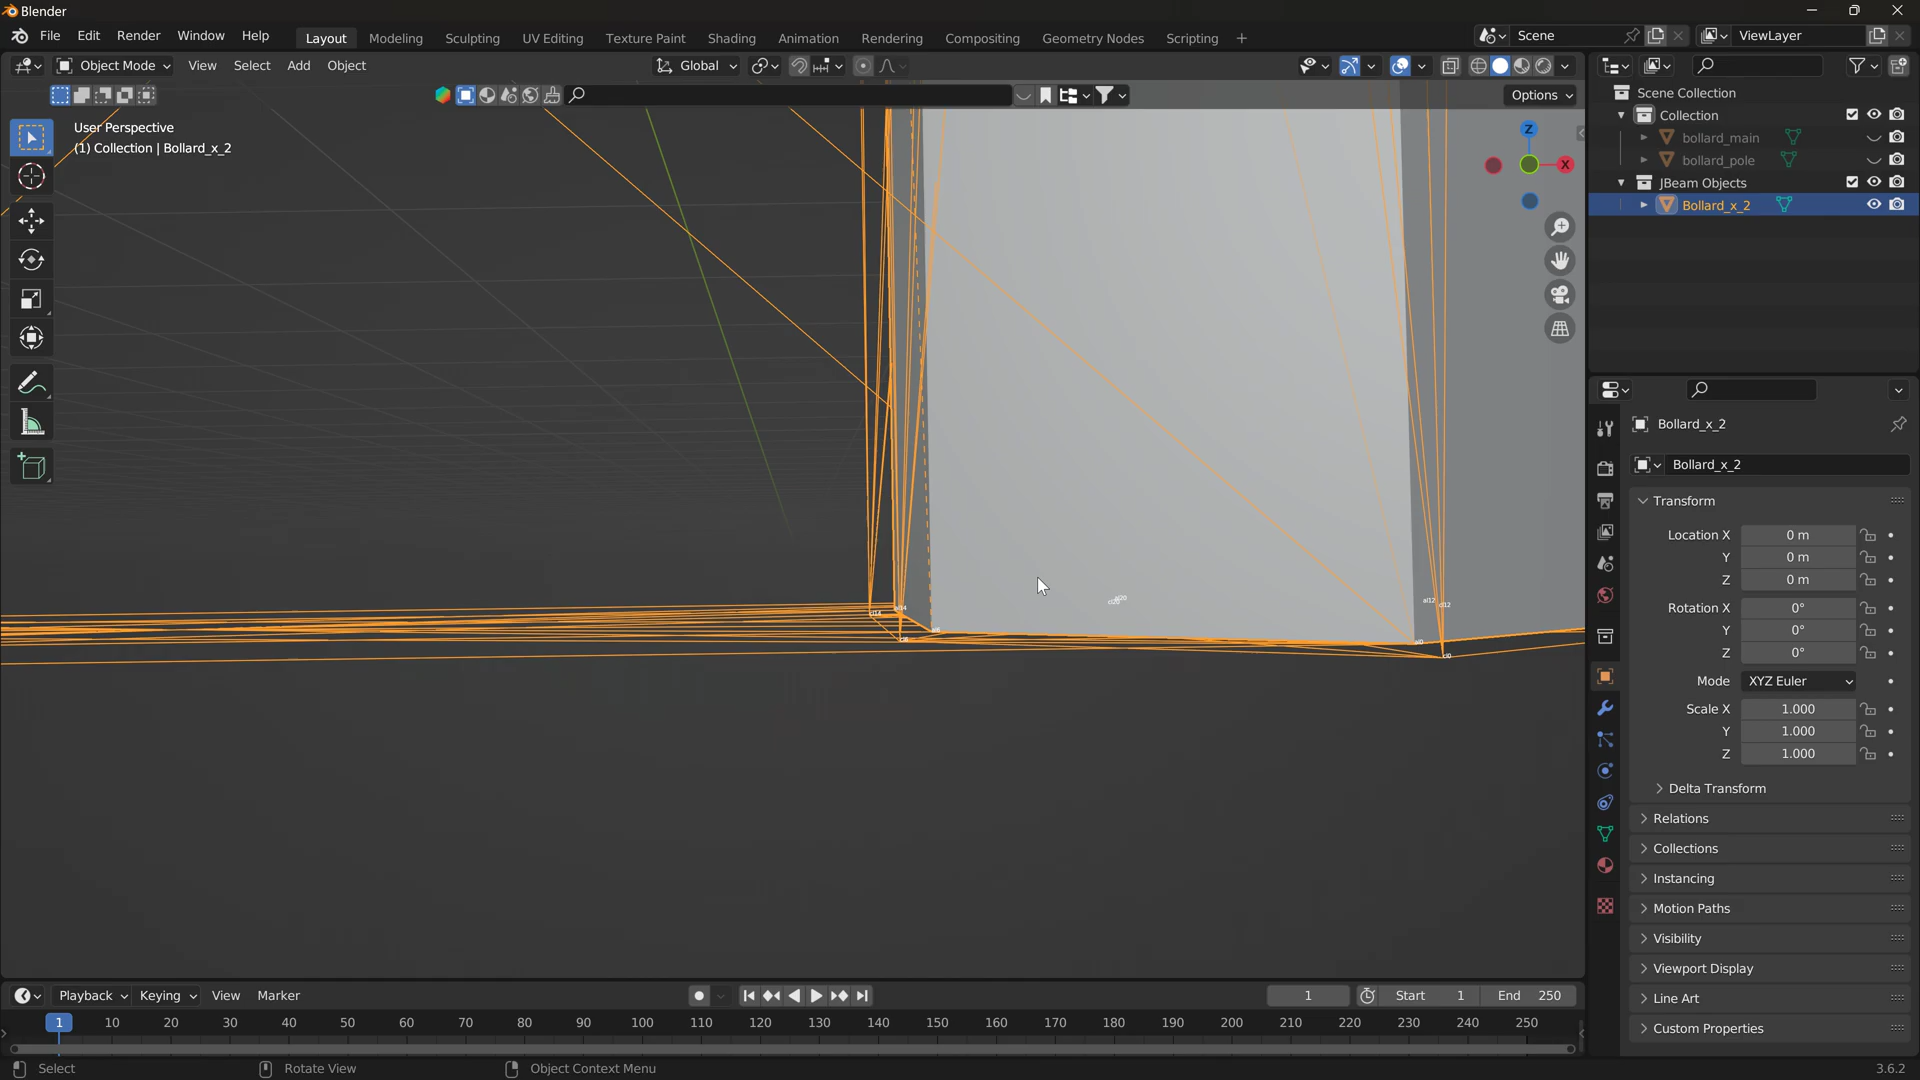 Blender
File Edit Render Window Help
Layout Modeling Sculpting UV Editing Texture Paint Shading Animation Rendering Compositing Geometry Nodes Scripting +
Scene
ViewLayer
Object Mode View Select Add Object
Global
Options
User Perspective
(1) Collection | Bollard_x_2
Z
X
Scene Collection
Collection
bollard_main
bollard_pole
JBeam Objects
Bollard_x_2
Bollard_x_2
Bollard_x_2
Transform
Location X 0 m
Y 0 m
Z 0 m
Rotation X 0°
Y 0°
Z 0°
Mode XYZ Euler
Scale X 1.000
Y 1.000
Z 1.000
Delta Transform
Relations
Collections
Instancing
Motion Paths
Visibility
Viewport Display
Line Art
Custom Properties
Playback Keying View Marker
1
Start 1
End 250
1 10 20 30 40 50 60 70 80 90 100 110 120 130 140 150 160 170 180 190 200 210 220 230 240 250
Select
Rotate View
Object Context Menu
3.6.2